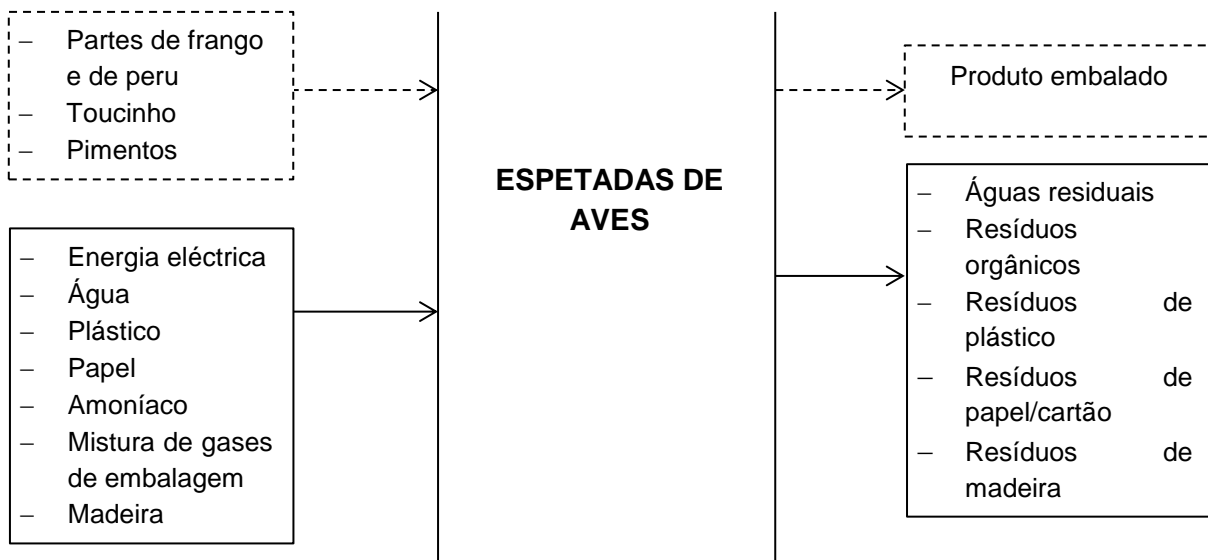 – Partes de frango
e de peru
– Toucinho
– Pimentos
– Energia eléctrica
– Água
– Plástico
– Papel
– Amoníaco
– Mistura de gases
de embalagem
– Madeira
ESPETADAS DE
AVES
Produto embalado
– Águas residuais
– Resíduos
orgânicos
– Resíduos de
plástico
– Resíduos de
papel/cartão
– Resíduos de
madeira